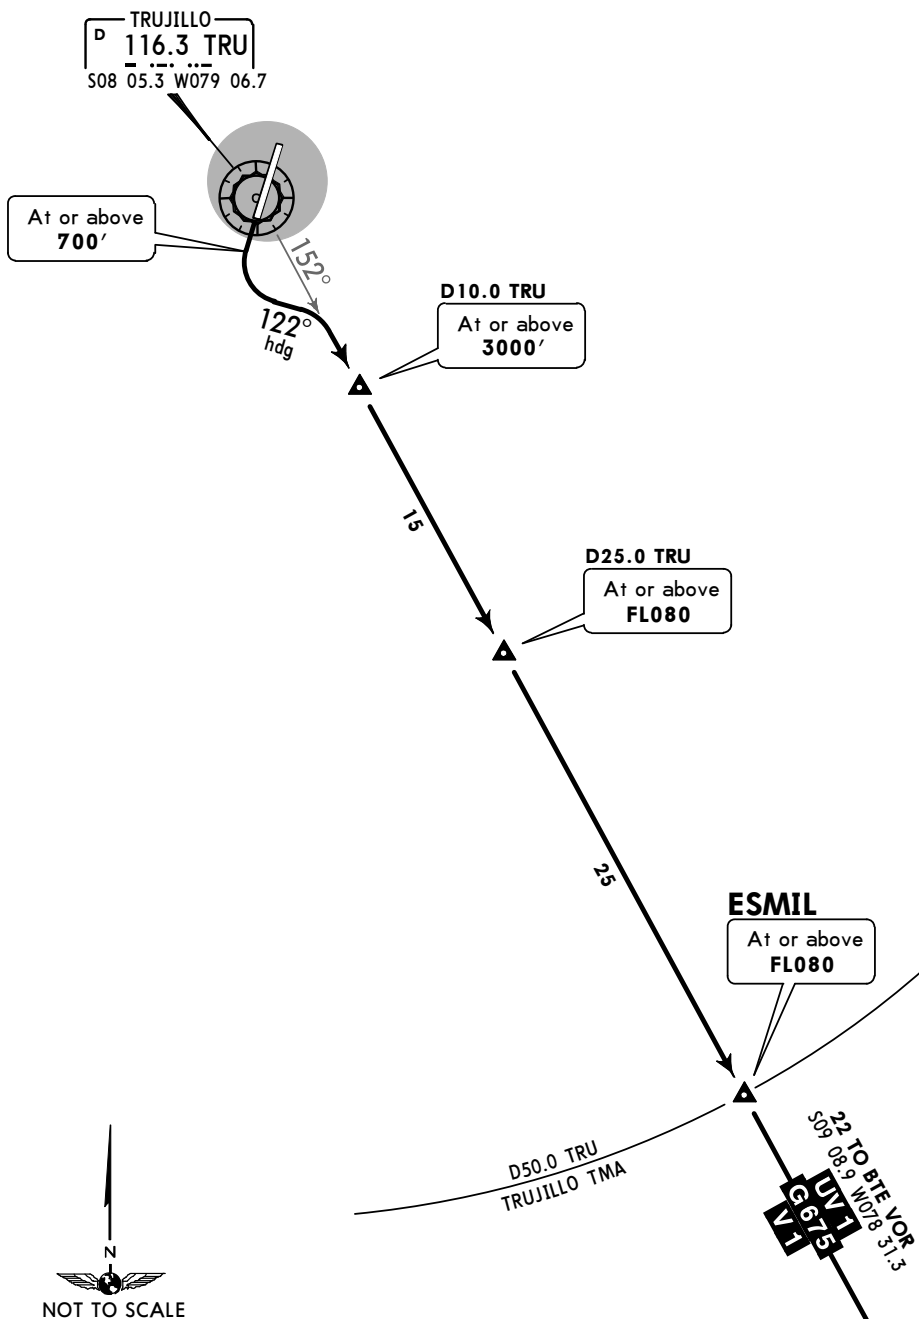 TRUJILLO
D
116.3 TRU
S08 05.3 W079 06.7
At or above
700′
152°
122°
hdg
D10.0 TRU
At or above
3000′
15
D25.0 TRU
At or above
FL080
25
ESMIL
At or above
FL080
D50.0 TRU
TRUJILLO TMA
22 TO BTE VOR
S09 08.9 W078 31.3
UV 1
G 675
V 1
N
NOT TO SCALE